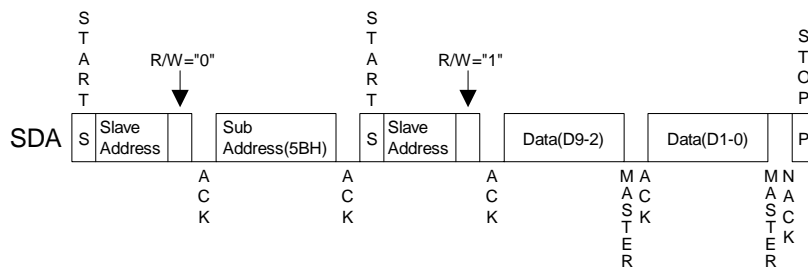 START
START
STOP
R/W="0"
R/W="1"
SDA
S
Slave
Address
Sub
Address(5BH)
S
Slave
Address
Data(D9-2)
Data(D1-0)
P
ACK
ACK
ACK
MASTER
ACK
MASTER
NACK